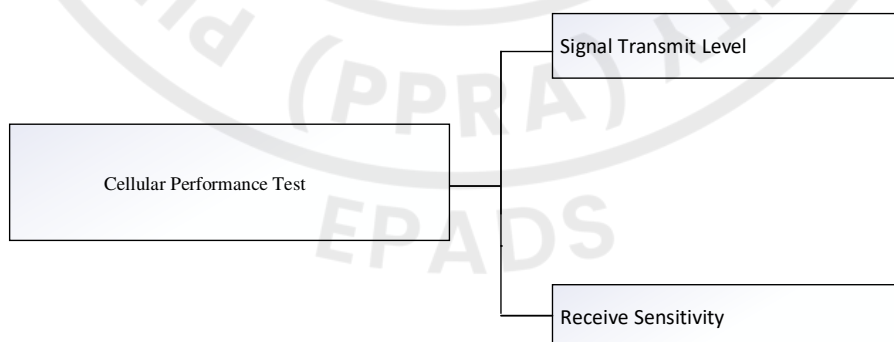 Signal Transmit Level
Cellular Performance Test
Receive Sensitivity
(PPRA)
EPADS